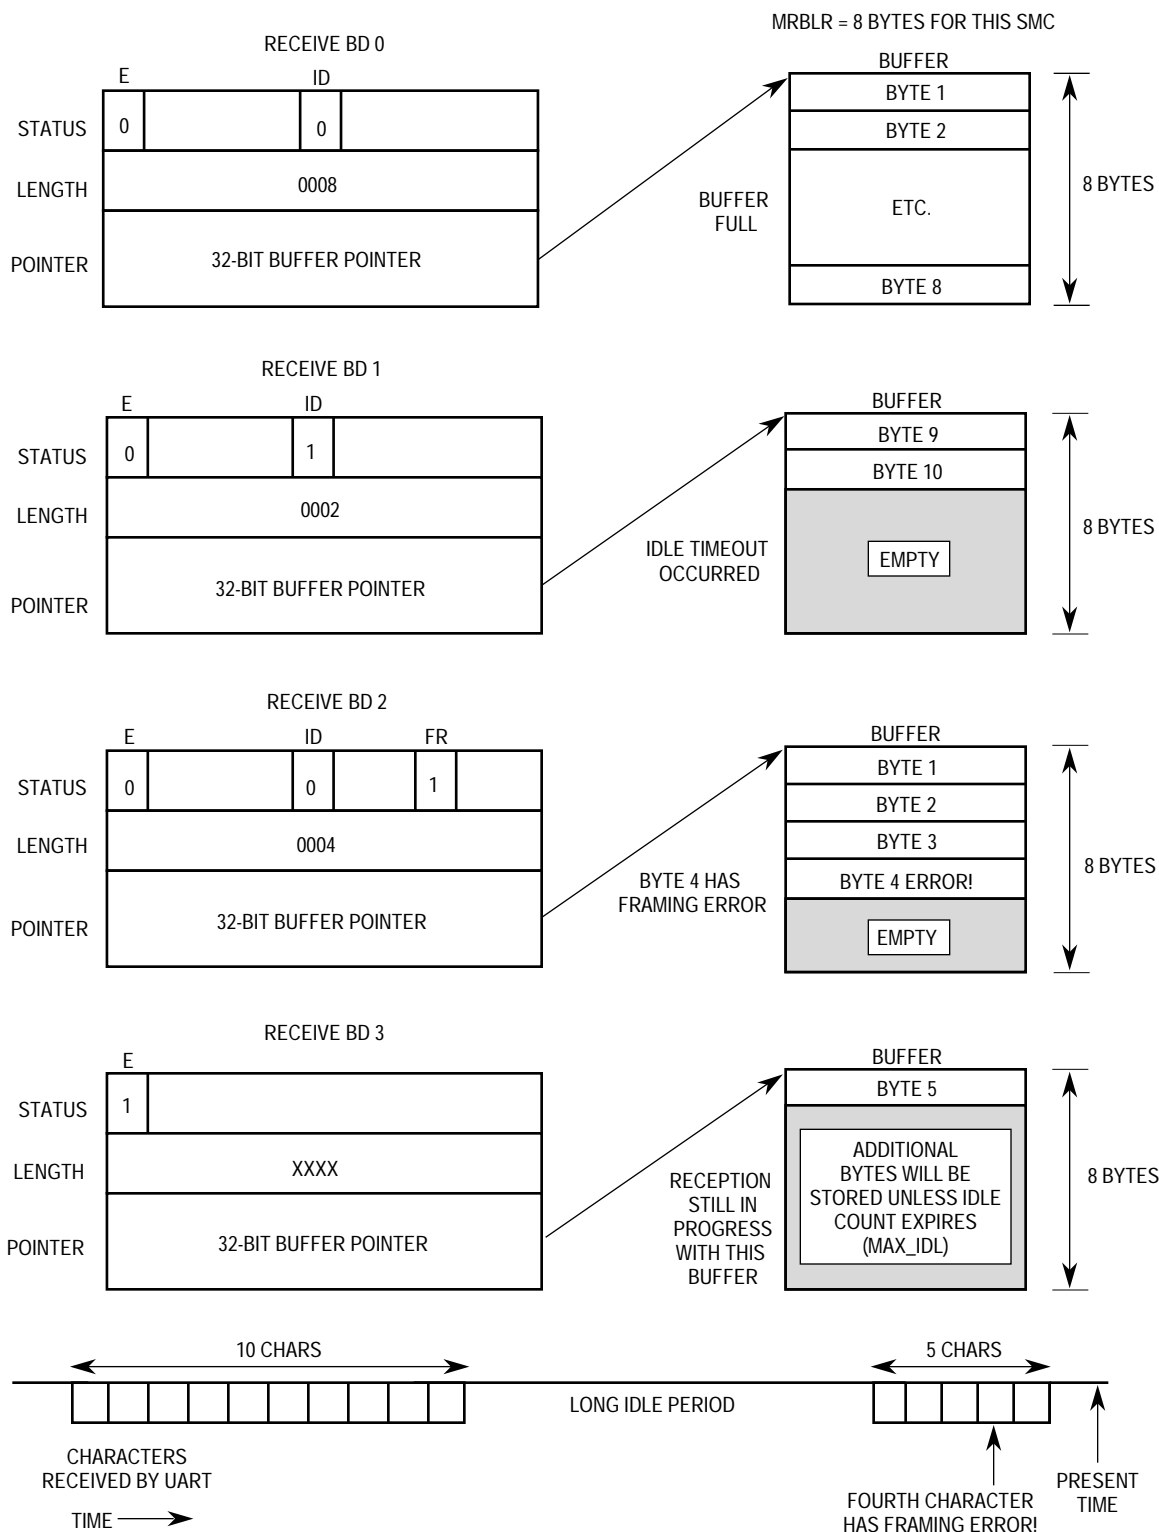 MRBLR = 8 BYTES FOR THIS SMC
RECEIVE BD 0
E ID
STATUS 0 0
LENGTH 0008
POINTER 32-BIT BUFFER POINTER
BUFFER
FULL
BUFFER
BYTE 1
BYTE 2
ETC.
BYTE 8
8 BYTES
RECEIVE BD 1
E ID
STATUS 0 1
LENGTH 0002
POINTER 32-BIT BUFFER POINTER
IDLE TIMEOUT
OCCURRED
BUFFER
BYTE 9
BYTE 10
EMPTY
8 BYTES
RECEIVE BD 2
E ID FR
STATUS 0 0 1
LENGTH 0004
POINTER 32-BIT BUFFER POINTER
BYTE 4 HAS
FRAMING ERROR
BUFFER
BYTE 1
BYTE 2
BYTE 3
BYTE 4 ERROR!
EMPTY
8 BYTES
RECEIVE BD 3
E
STATUS 1
LENGTH XXXX
POINTER 32-BIT BUFFER POINTER
RECEPTION
STILL IN
PROGRESS
WITH THIS
BUFFER
BUFFER
BYTE 5
ADDITIONAL
BYTES WILL BE
STORED UNLESS IDLE
COUNT EXPIRES
(MAX_IDL)
8 BYTES
10 CHARS
5 CHARS
LONG IDLE PERIOD
CHARACTERS
RECEIVED BY UART
TIME
FOURTH CHARACTER
HAS FRAMING ERROR!
PRESENT
TIME